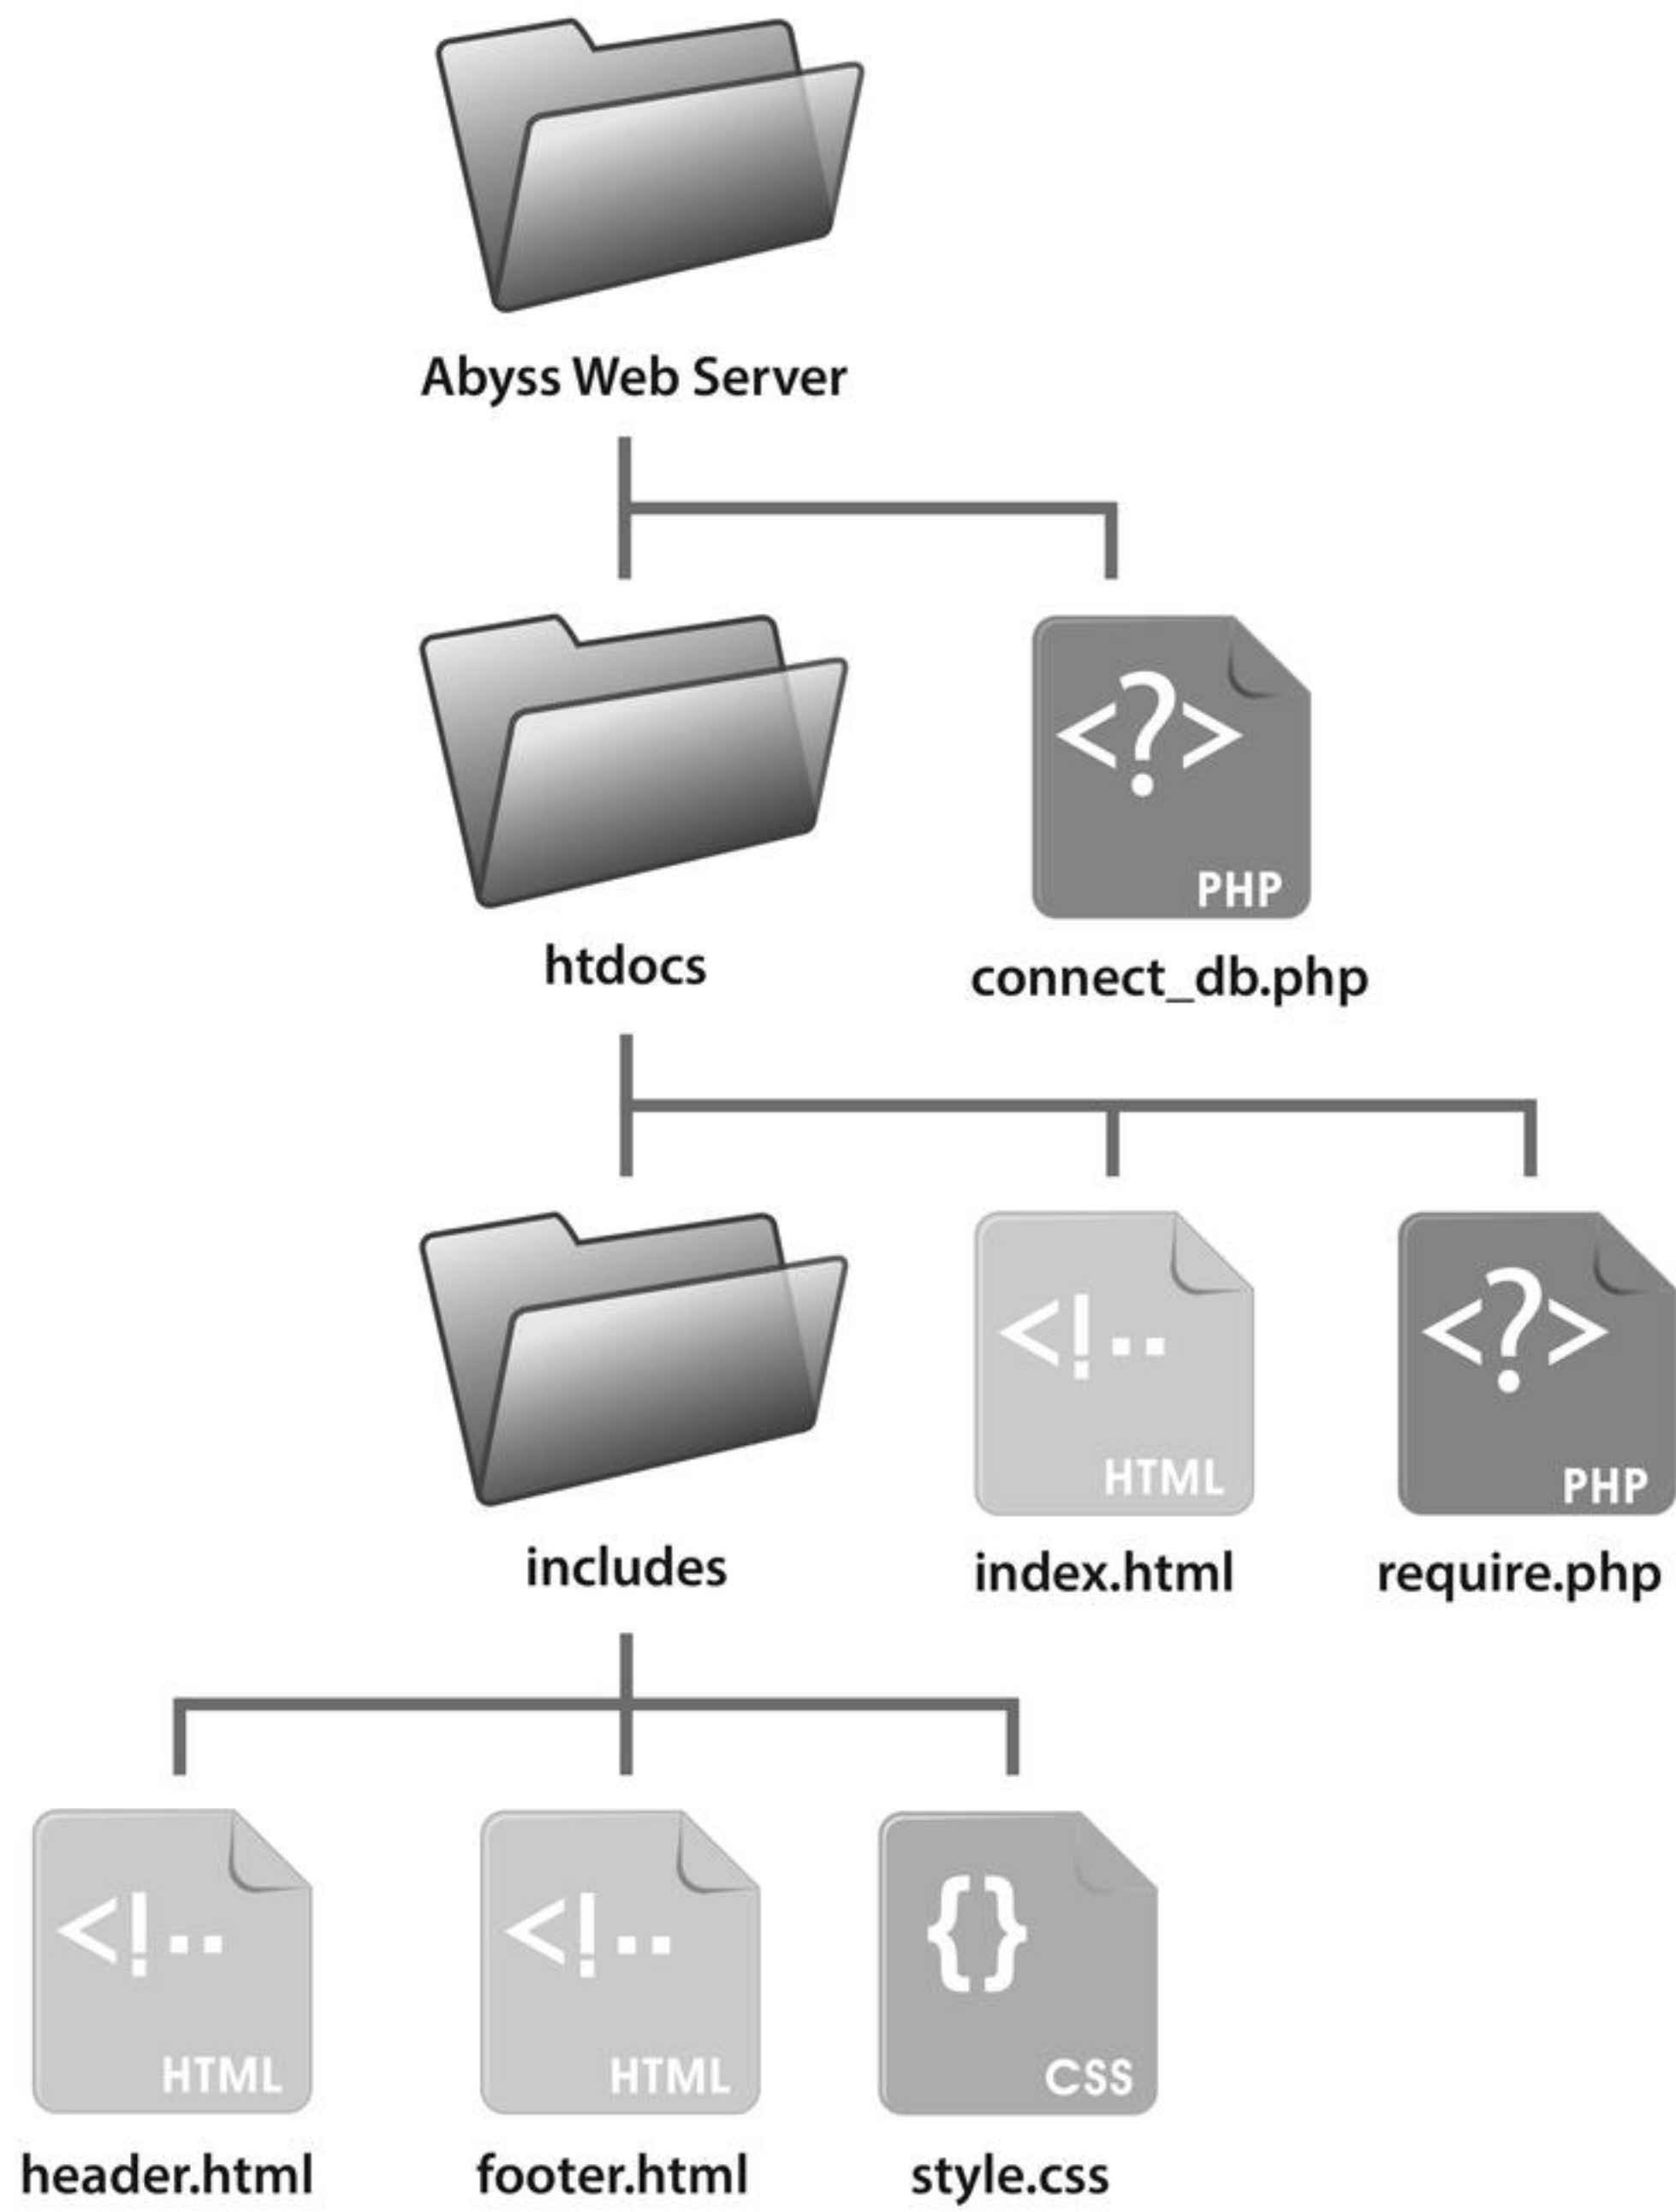 Abyss Web Server
<?>
PHP
htdocs
connect_db.php
<!--
HTML
<?>
PHP
includes
index.html
require.php
<!--
HTML
<!--
HTML
{}
CSS
header.html
footer.html
style.css